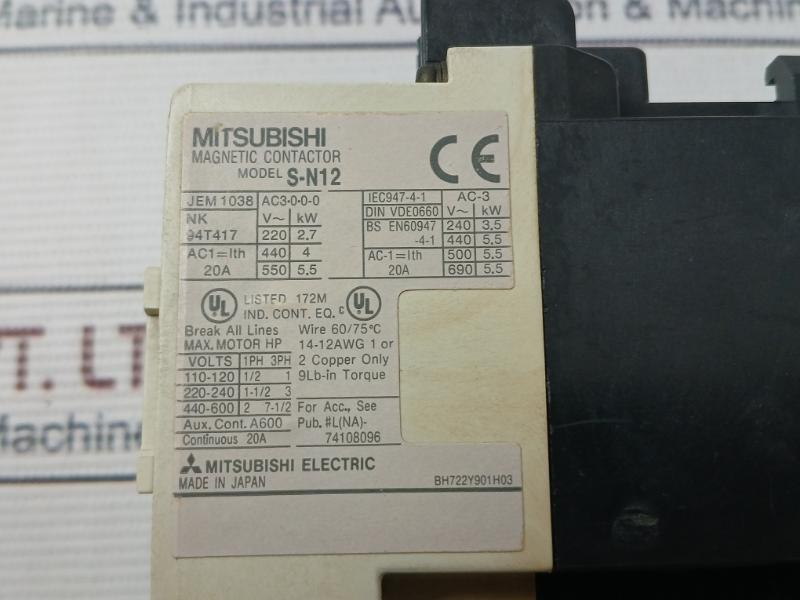 Marine & Industrial Auto on & Machin
MITSUBISHI
MAGNETIC CONTACTOR
MODEL S-N12
CE
JEM 1038 AC3-0-0-0
NK V~ kW
94T417 220 2.7
AC1=Ith 440 4
20A 550 5.5
IEC947-4-1 AC-3
DIN VDE0660 V~ kW
BS EN60947 240 3.5
-4-1 440 5.5
AC-1=Ith 500 5.5
20A 690 5.5
UL LISTED 172M c UL
IND. CONT. EQ.
Break All Lines
MAX. MOTOR HP
VOLTS 1PH 3PH
110-120 1/2 1
220-240 1-1/2 3
440-600 2 7-1/2
Aux. Cont. A600
Continuous 20A
Wire 60/75°C
14-12AWG 1 or
2 Copper Only
9Lb-in Torque
For Acc., See
Pub. #L(NA)-
74108096
MITSUBISHI ELECTRIC
MADE IN JAPAN BH722Y901H03
VT. LT
Machine